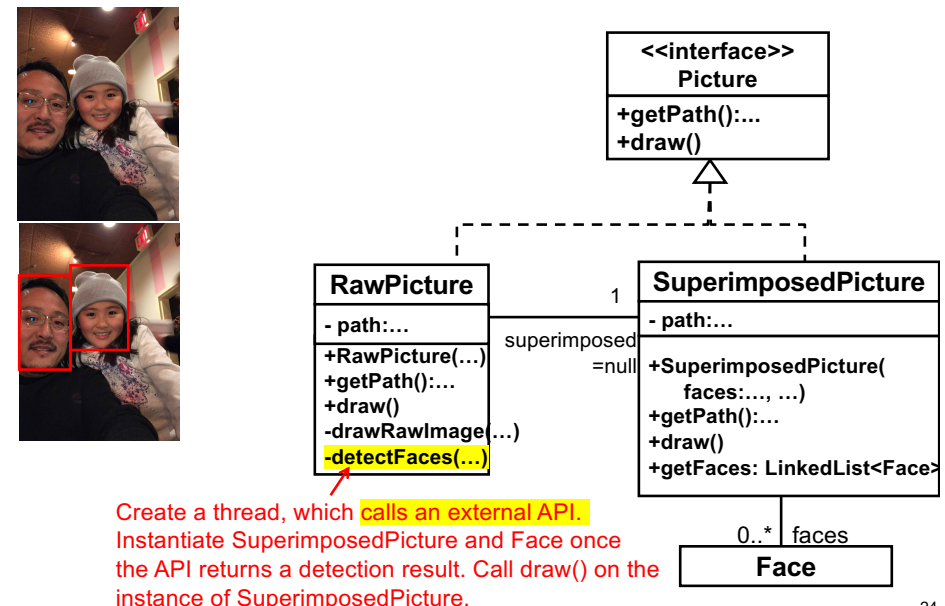 <<interface>>
Picture
+getPath():...
+draw()
RawPicture
- path:…
+RawPicture(…)
+getPath():…
+draw()
-drawRawImage(…)
-detectFaces(…)
1
superimposed
=null
SuperimposedPicture
- path:…
+SuperimposedPicture(
faces:…, …)
+getPath():…
+draw()
+getFaces: LinkedList<Face>
0..* faces
Face
Create a thread, which calls an external API.
Instantiate SuperimposedPicture and Face once
the API returns a detection result. Call draw() on the
instance of SuperimposedPicture.
24